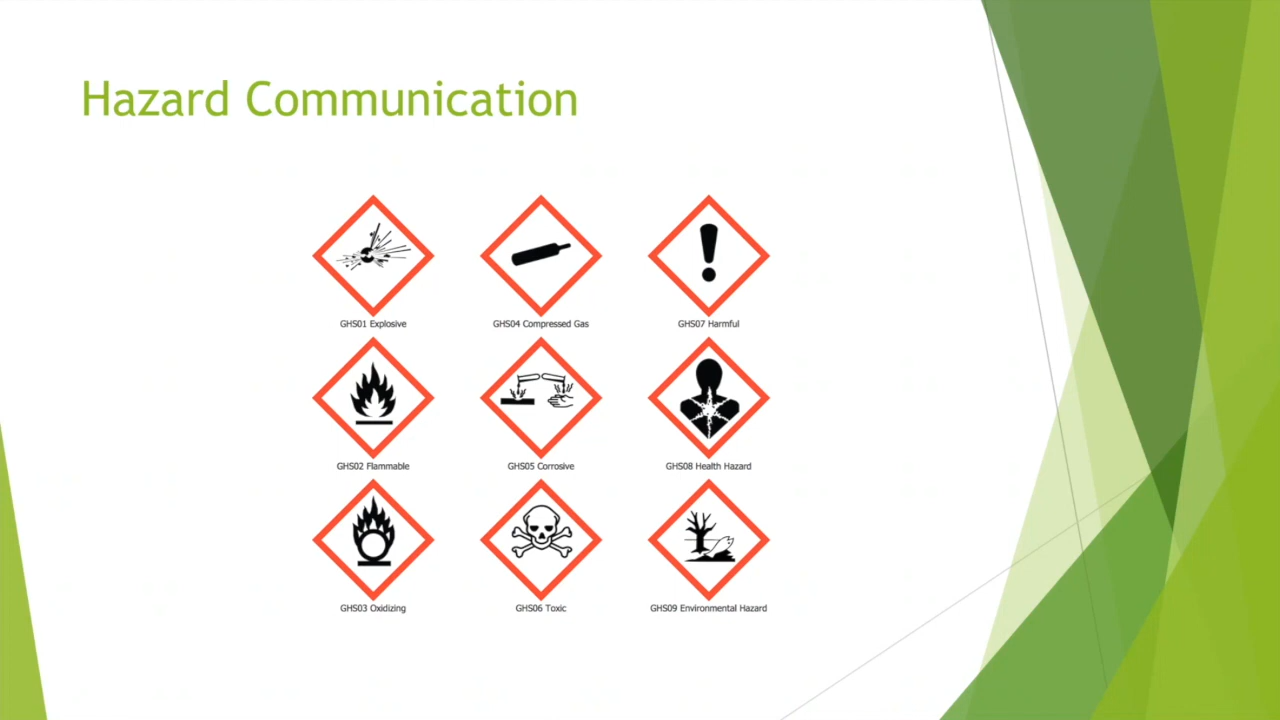 Hazard Communication
GHS01 Explosive
GHS04 Compressed Gas
GHS07 Harmful
GHS02 Flammable
GHS05 Corrosive
GHS08 Health Hazard
GHS03 Oxidizing
GHS06 Toxic
GHS09 Environmental Hazard